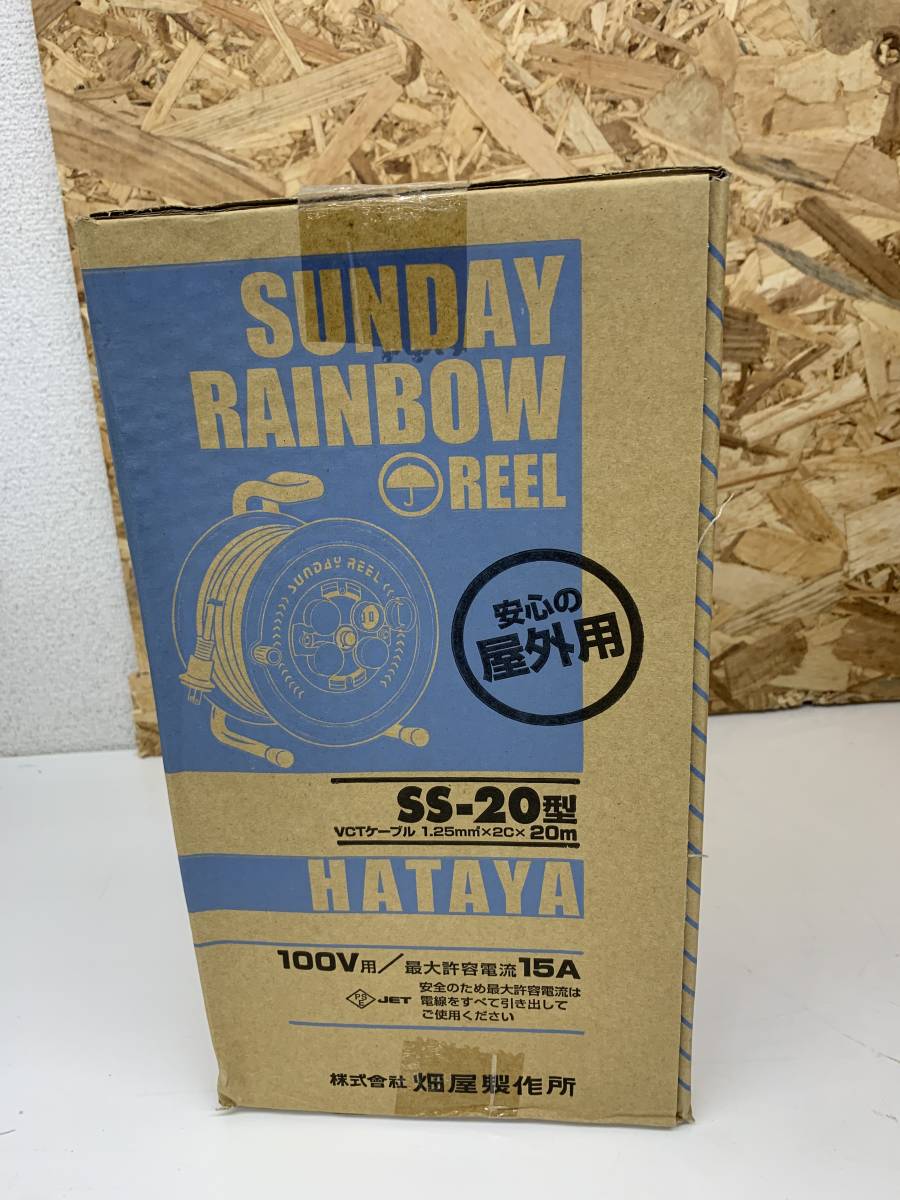 SUNDAY
RAINBOW
REEL
SUNDAY REEL
安心の
屋外用
SS-20型
VCTケーブル 1.25mm²×2C×20m
HATAYA
100V用/最大許容電流15A
PS
E
JET
安全のため最大許容電流は
電線をすべて引き出して
ご使用ください
株式會社 畑屋製作所